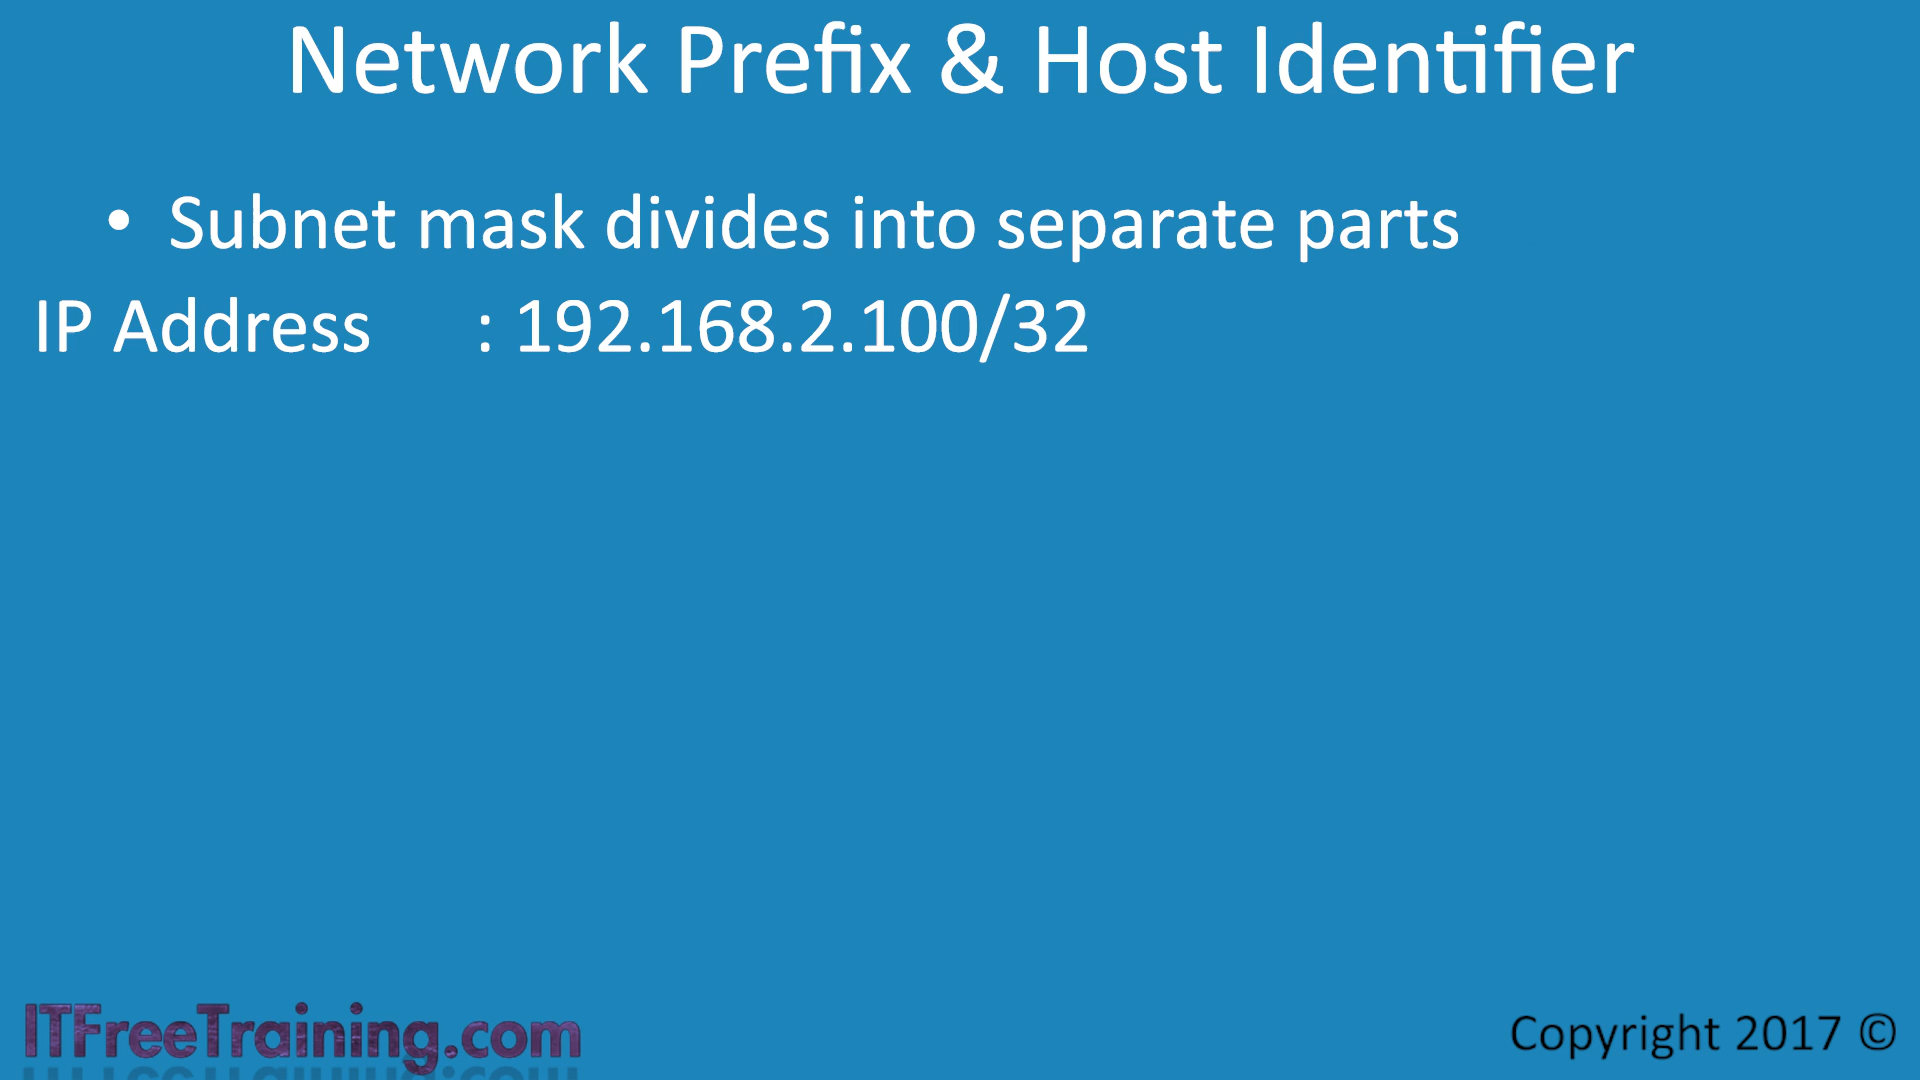 Network Prefix & Host Identifier
• Subnet mask divides into separate parts
IP Address : 192.168.2.100/32
ITFreeTraining.com
Copyright 2017 ©